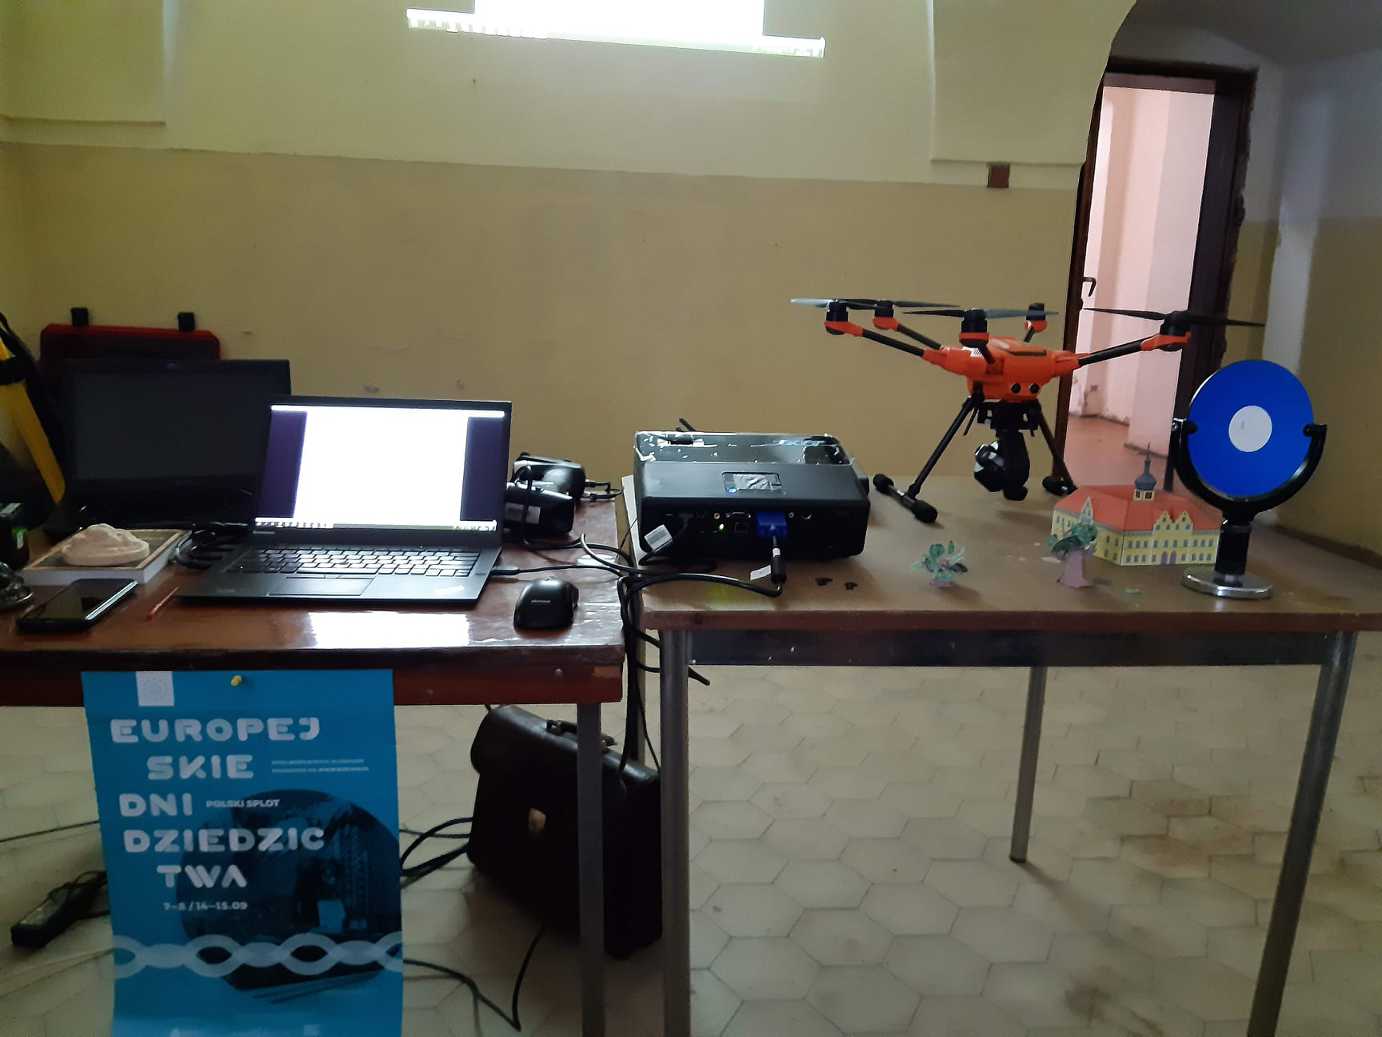 EUROPEJ
SKIE
DNI POLSKI SPLOT
DZIEDZIC
TWA
7–8 / 14–15.09